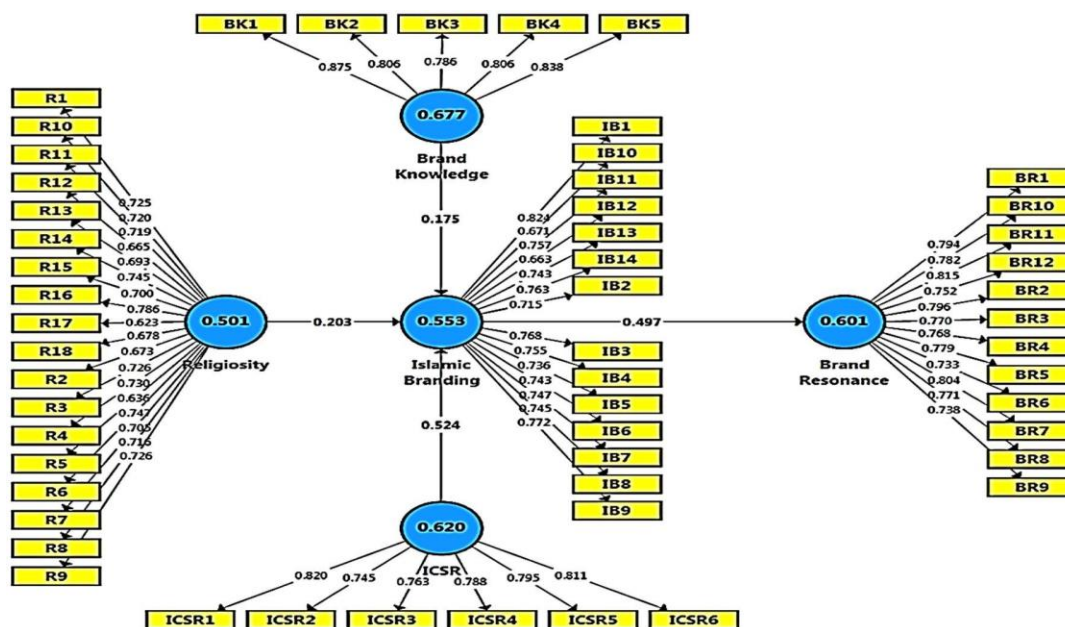 BK1 BK2 BK3 BK4 BK5
0.875 0.806 0.786 0.806 0.838
0.677
Brand
Knowledge
0.175
R1
R10
R11
R12
R13
R14
R15
R16
R17
R18
R2
R3
R4
R5
R6
R7
R8
R9
0.725
0.720
0.719
0.665
0.693
0.745
0.700
0.786
0.623
0.678
0.673
0.726
0.730
0.636
0.747
0.705
0.716
0.726
0.501
Religiosity
0.203
0.553
Islamic
Branding
0.824
0.671
0.757
0.663
0.743
0.763
0.715
0.768
0.755
0.736
0.743
0.747
0.745
0.772
IB1
IB10
IB11
IB12
IB13
IB14
IB2
IB3
IB4
IB5
IB6
IB7
IB8
IB9
0.497
0.601
Brand
Resonance
0.794
0.782
0.815
0.752
0.796
0.770
0.768
0.779
0.733
0.804
0.771
0.738
BR1
BR10
BR11
BR12
BR2
BR3
BR4
BR5
BR6
BR7
BR8
BR9
0.524
0.620
ICSR
0.820 0.745 0.763 0.788 0.795 0.811
ICSR1 ICSR2 ICSR3 ICSR4 ICSR5 ICSR6